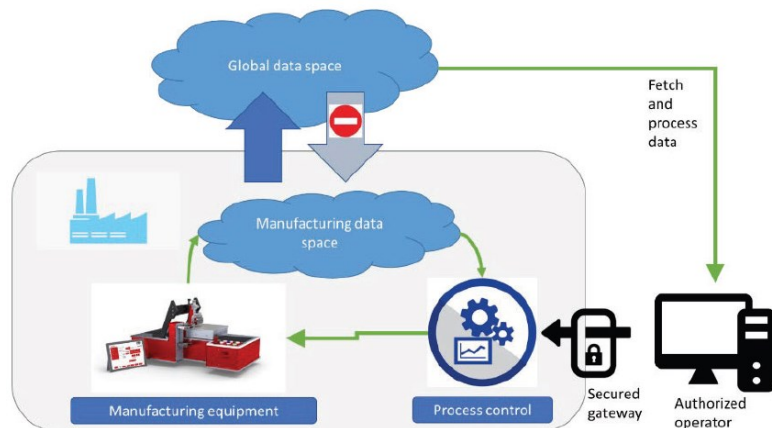 Global data space
Fetch
and
process
data
Manufacturing data
space
Manufacturing equipment
Process control
Secured
gateway
Authorized
operator